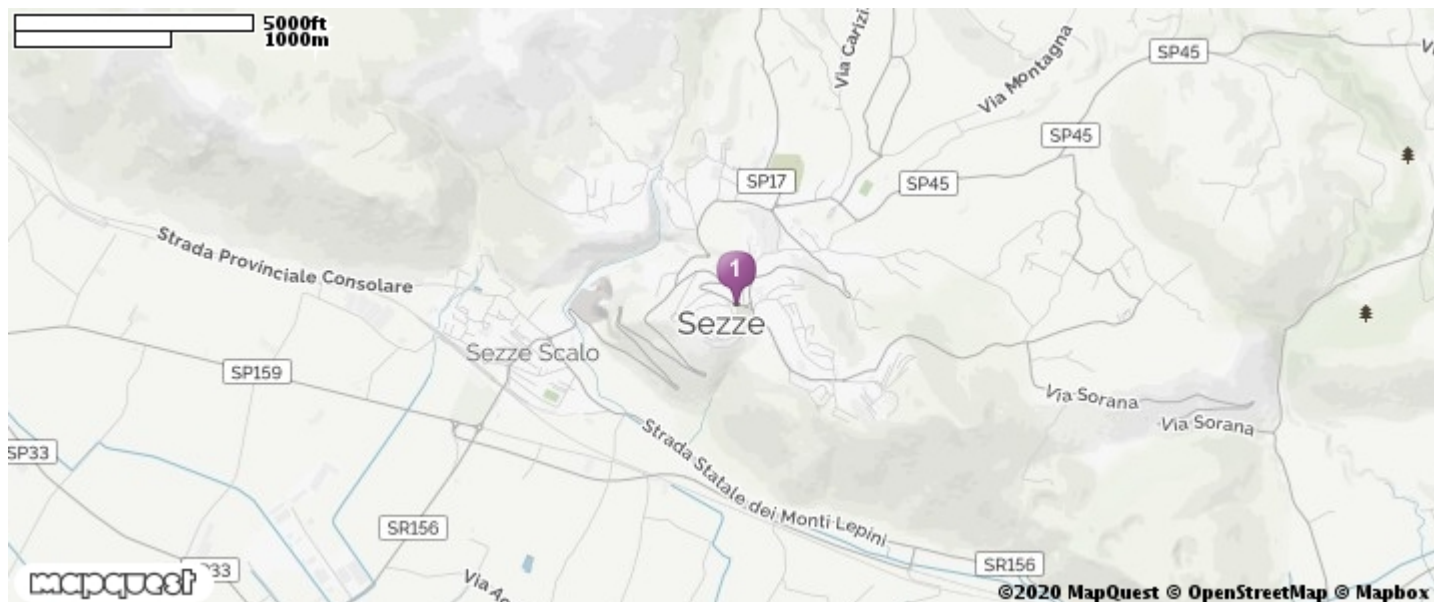 5000ft
1000m
Via Carizi
Via Montagna
SP45
SP45
SP17
SP45
Strada Provinciale Consolare
1
Sezze
Sezze Scalo
SP159
Via Sorana
Via Sorana
SP33
Strada Statale dei Monti Lepini
SR156
SR156
33
mapquest
©2020 MapQuest © OpenStreetMap © Mapbox